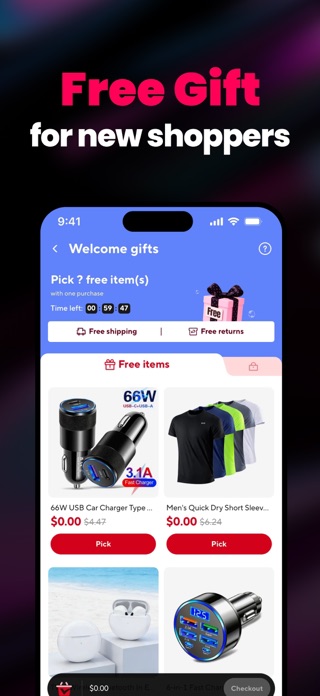 Free Gift
for new shoppers
9:41
Welcome gifts
?
Pick ? free item(s)
with one purchase
Time left: 00 : 59 : 47
Free
Free shipping | Free returns
Free items
66W
USB-C+USB-A
3.1A
Fast Charger
66W USB Car Charger Type ...
$0.00 $4.47
Pick
Men's Quick Dry Short Sleev...
$0.00 $6.24
Pick
$0.00
Checkout